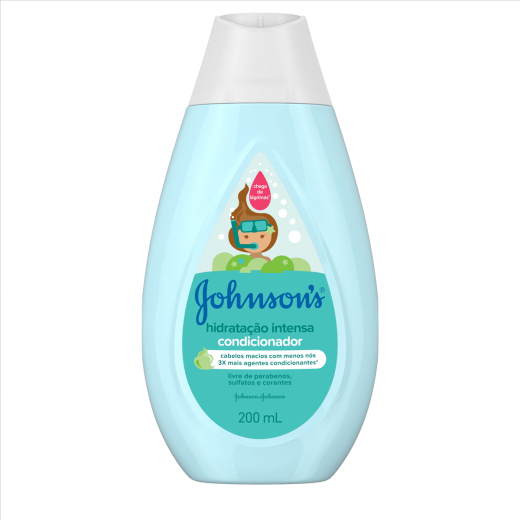 chega
de
lágrimas*
Johnson's®
hidratação intensa
condicionador
cabelos macios com menos nós
3X mais agentes condicionantes*
livre de parabenos,
sulfatos e corantes
Johnson&Johnson
200 mL